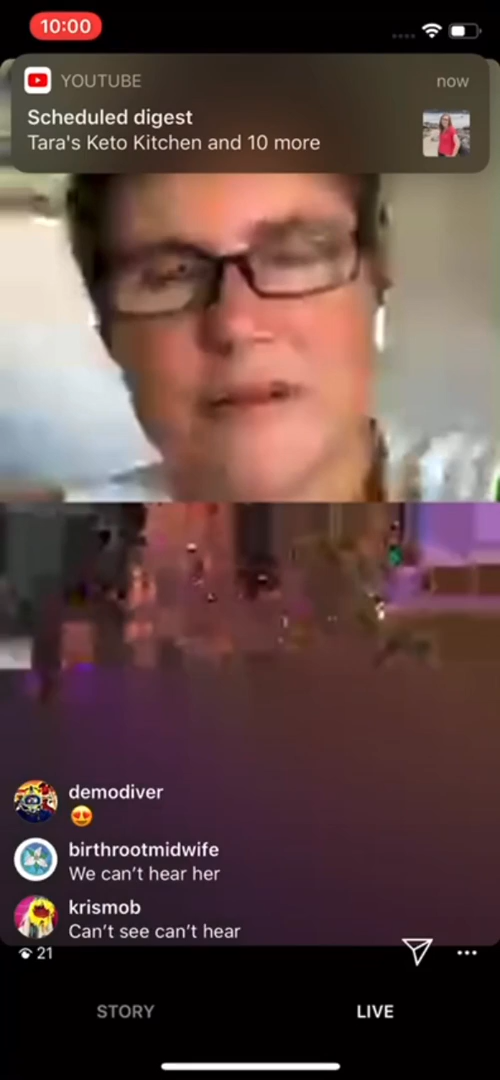 10:00
YOUTUBE
now
Scheduled digest
Tara's Keto Kitchen and 10 more
demodiver
😍
birthrootmidwife
We can’t hear her
krismob
Can’t see can’t hear
21
STORY
LIVE